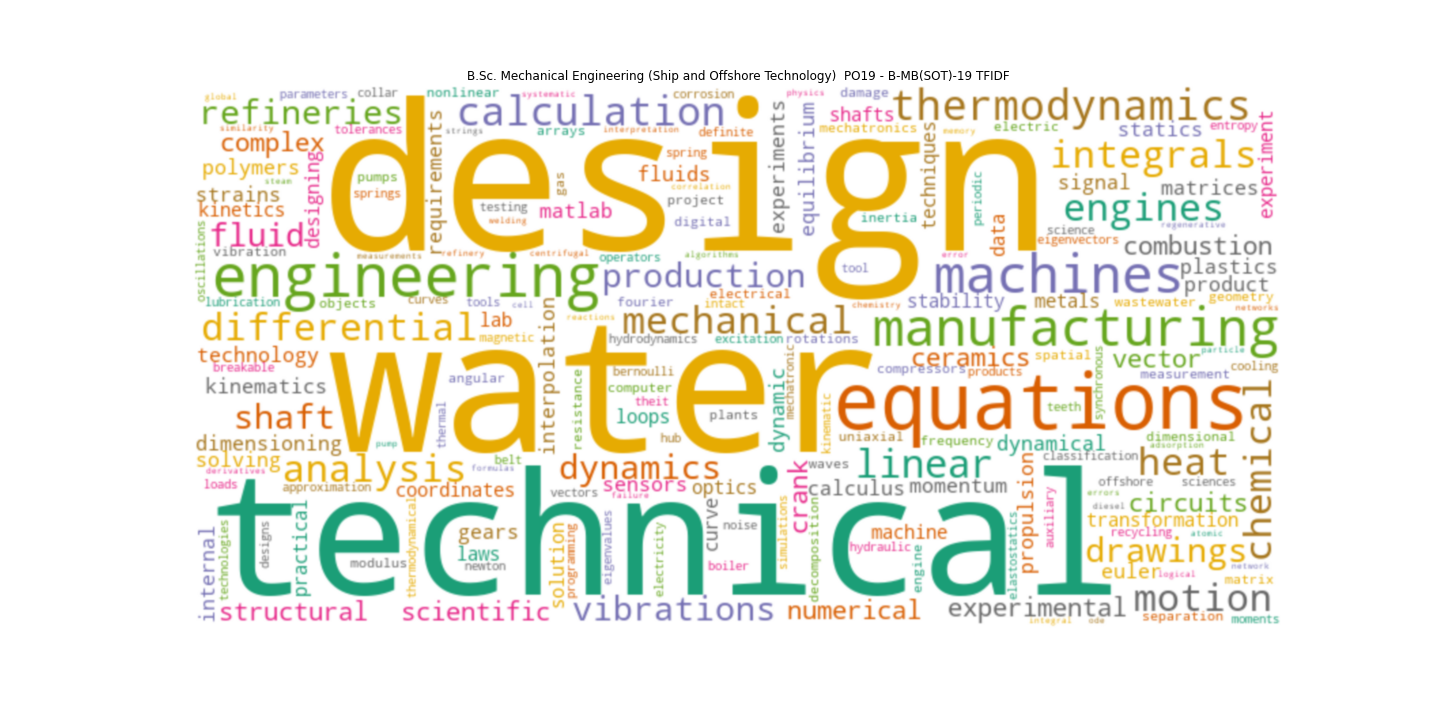 B.Sc. Mechanical Engineering (Ship and Offshore Technology)  PO19 - B-MB(SOT)-19 TFIDF
global parameters collar nonlinear systematic corrosion physics damage
refineries calculation thermodynamics
similarity tolerances strings arrays interpretation definite mechatronics memory electric statics entropy
complex design spring integrals experiment
polymers steam designing pumps requirements gas fluids correlation experiments equilibrium techniques periodic signal matrices
strains springs testing matlab project inertia data engines regenerative
kinetics welding digital science eigenvectors
fluid combustion
oscillations vibration measurements refinery centrifugal operators algorithms error
engineering production tool machines plastics
electrical product
lubrication objects curves tools cell fourier intact chemistry stability metals wastewater geometry networks
differential lab reactions mechanical manufacturing
magnetic interpolation hydrodynamics excitation rotations
technology water compressors products ceramics spatial vector particle
breakable bernoulli mechatronic synchronous measurement cooling
kinematics angular resistance computer dynamic
theit equations
shaft thermal loops plants kinematic teeth chemical
dimensioning pump hub uniaxial frequency dynamical dimensional adsorption
solving belt classification
derivatives analysis formulas dynamics waves linear heat
loads approximation coordinates vectors sensors failure optics crank calculus momentum propulsion offshore sciences
technical errors
diesel circuits
internal technologies designs practical thermodynamical gears solution programming eigenvalues electricity curve noise simulations decomposition machine engine elastostatics auxiliary transformation
laws hydraulic recycling atomic
modulus newton boiler drawings network
euler logical matrix
structural scientific vibrations numerical experimental motion
integral ode separation moments
shafts